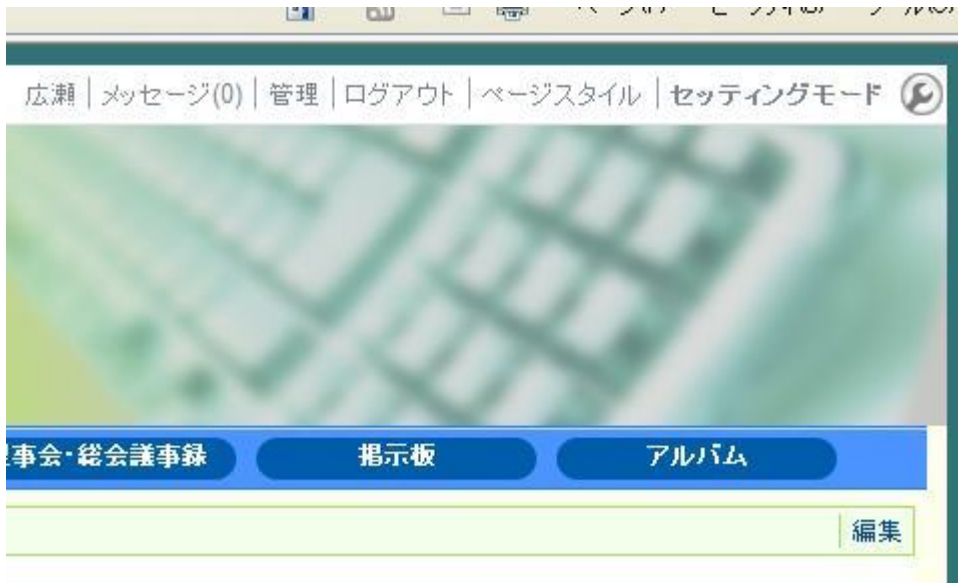 広瀬│メッセージ(0)│管理│ログアウト│ページスタイル│セッティングモード
事会・総会議事録 掲示板 アルバム
編集